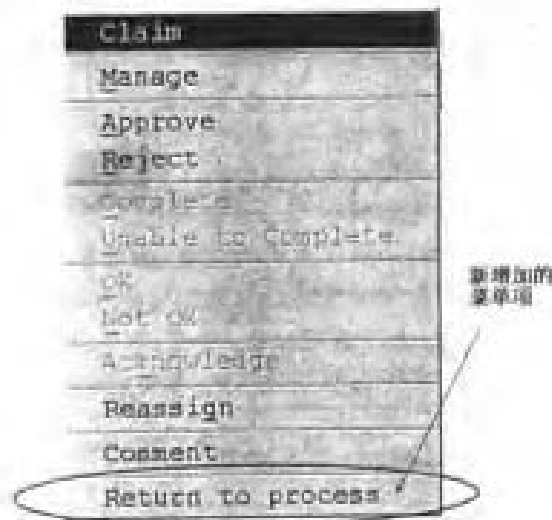 Claim
Manage
Approve
Reject
Complete
Unable to Complete
OK
Not OK
Acknowledge
Reassign
Comment
Return to process
新增加的
菜单项